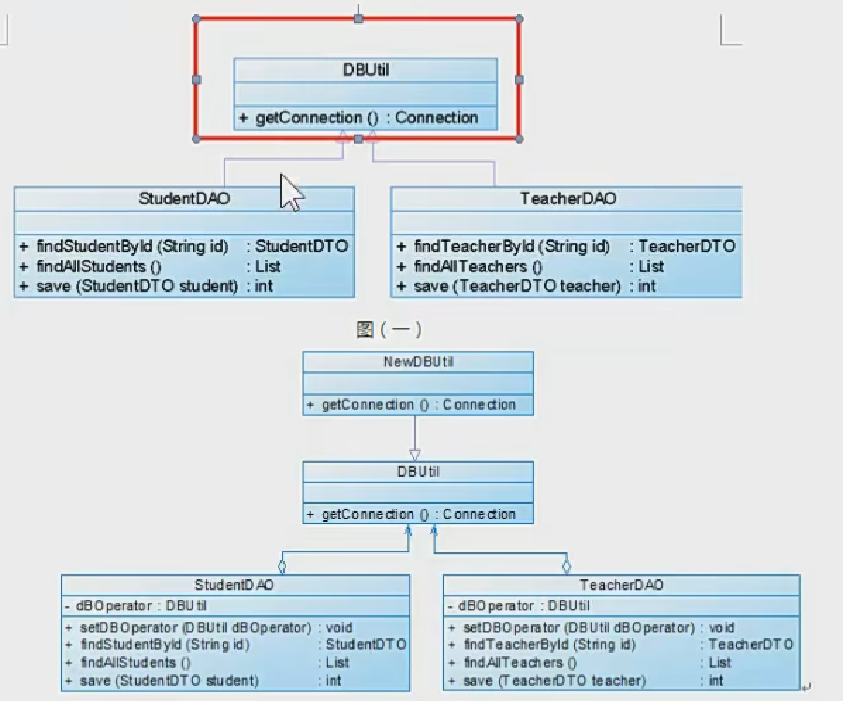 DBUtil
+ getConnection () : Connection
StudentDAO
+ findStudentById (String id) : StudentDTO
+ findAllStudents () : List
+ save (StudentDTO student) : int
TeacherDAO
+ findTeacherById (String id) : TeacherDTO
+ findAllTeachers () : List
+ save (TeacherDTO teacher) : int
图(一)
NewDBUtil
+ getConnection () : Connection
DBUtil
+ getConnection () : Connection
StudentDAO
- dBOperator : DBUtil
+ setDBOperator (DBUtil dBOperator) : void
+ findStudentById (String id) : StudentDTO
+ findAllStudents () : List
+ save (StudentDTO student) : int
TeacherDAO
- dBOperator : DBUtil
+ setDBOperator (DBUtil dBOperator) : void
+ findTeacherById (String id) : TeacherDTO
+ findAllTeachers () : List
+ save (TeacherDTO teacher) : int